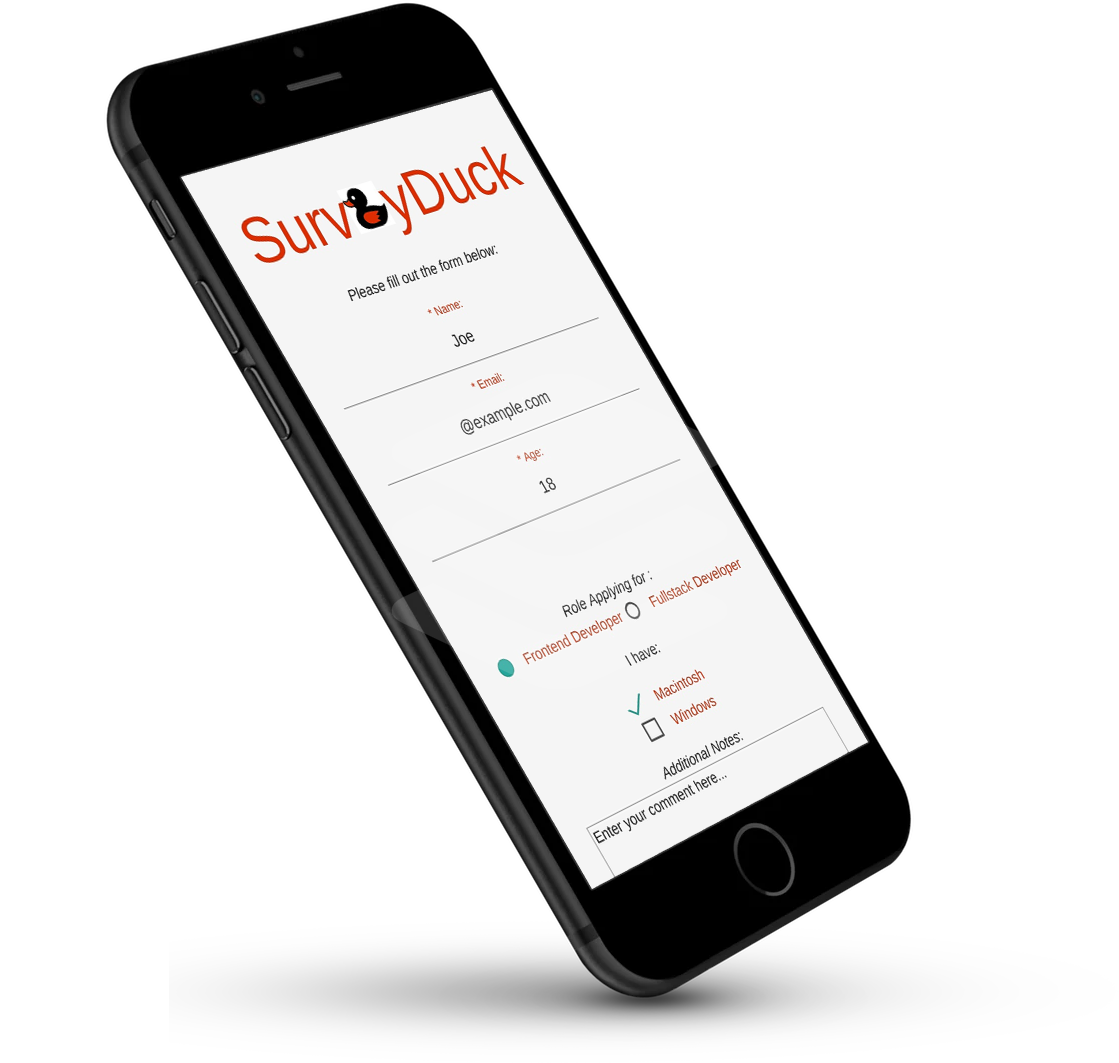 SurvyDuck
Please fill out the form below:
* Name:
Joe
* Email:
@example.com
* Age:
18
Role Applying for :
Frontend Developer Fullstack Developer
I have:
Macintosh
Windows
Additional Notes:
Enter your comment here...